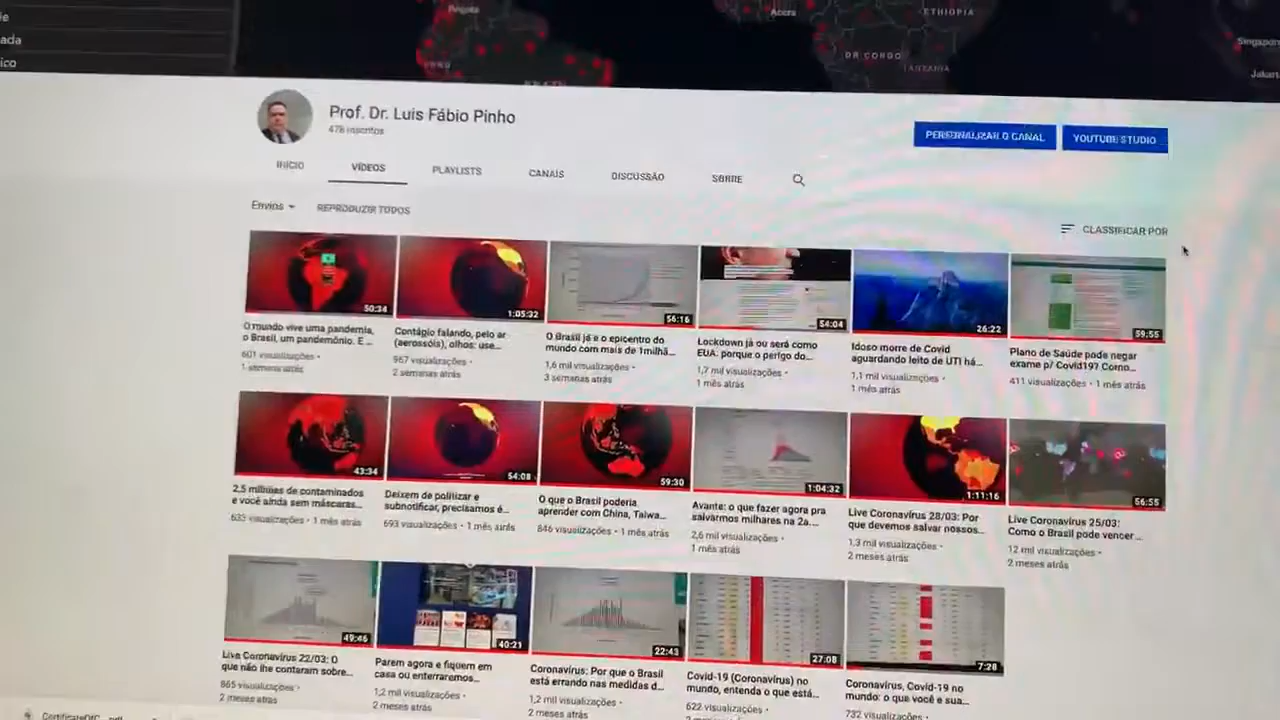 Bogota
Accra
ETHIOPIA
ada
ico
DR CONGO
TANZANIA
Singapore
Jakarta
PERU
BRAZIL
Prof. Dr. Luís Fábio Pinho
478 inscritos
PERSONALIZAR O CANAL
YOUTUBE STUDIO
INÍCIO
VÍDEOS
PLAYLISTS
CANAIS
DISCUSSÃO
SOBRE
Envios
REPRODUZIR TODOS
CLASSIFICAR POR
50:34
1:05:32
56:16
54:04
26:22
59:55
O mundo vive uma pandemia,
o Brasil, um pandemônio. E ...
601 visualizações •
1 semana atrás
Contágio falando, pelo ar
(aerossóis), olhos: use...
967 visualizações •
2 semanas atrás
O Brasil já é o epicentro do
mundo com mais de 1milhã...
1,6 mil visualizações •
3 semanas atrás
Lockdown já ou será como
EUA: porque o perigo do...
1,7 mil visualizações •
1 mês atrás
Idoso morre de Covid
aguardando leito de UTI há...
1,1 mil visualizações •
1 mês atrás
Plano de Saúde pode negar
exame p/ Covid19? Como...
411 visualizações • 1 mês atrás
43:34
54:08
59:30
1:04:32
1:11:16
56:55
2,5 milhões de contaminados
e você ainda sem máscaras...
633 visualizações • 1 mês atrás
Deixem de politizar e
subnotificar, precisamos é...
693 visualizações • 1 mês atrás
O que o Brasil poderia
aprender com China, Taiwa...
846 visualizações • 1 mês atrás
Avante: o que fazer agora pra
salvarmos milhares na 2a....
2,6 mil visualizações •
1 mês atrás
Live Coronavírus 28/03: Por
que devemos salvar nossos...
1,3 mil visualizações •
2 meses atrás
Live Coronavírus 25/03:
Como o Brasil pode vencer...
12 mil visualizações •
2 meses atrás
49:46
40:21
22:43
27:08
7:28
Live Coronavírus 22/03: O
que não lhe contaram sobre...
865 visualizações •
2 meses atrás
Parem agora e fiquem em
casa ou enterraremos...
1,2 mil visualizações •
2 meses atrás
Coronavírus: Por que o Brasil
está errando nas medidas d...
1,2 mil visualizações •
2 meses atrás
Covid-19 (Coronavírus) no
mundo, entenda o que está...
622 visualizações •
Coronavírus, Covid-19 no
mundo: o que você e sua...
732 visualizações •